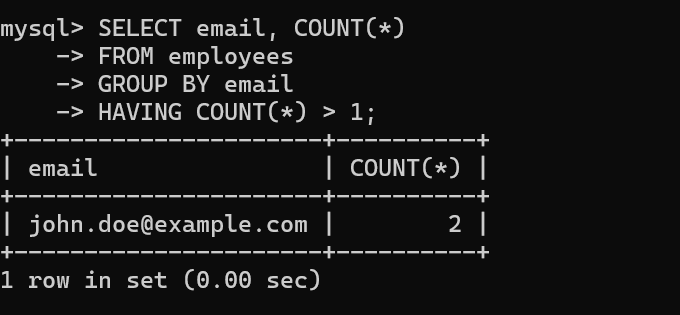 mysql> SELECT email, COUNT(*)
    -> FROM employees
    -> GROUP BY email
    -> HAVING COUNT(*) > 1;
+----------------------+----------+
| email                | COUNT(*) |
+----------------------+----------+
| john.doe@example.com |        2 |
+----------------------+----------+
1 row in set (0.00 sec)